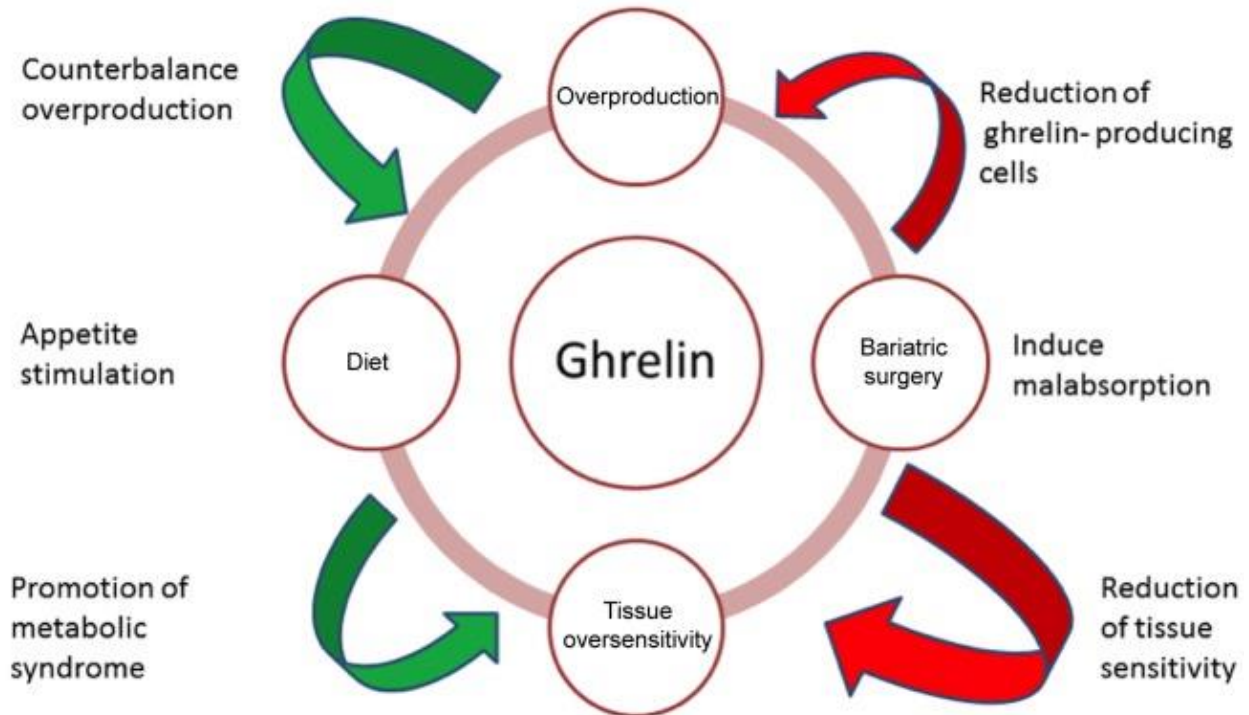 Counterbalance
overproduction
Overproduction
Reduction of
ghrelin- producing
cells
Appetite
stimulation
Diet
Ghrelin
Bariatric
surgery
Induce
malabsorption
Promotion of
metabolic
syndrome
Tissue
oversensitivity
Reduction
of tissue
sensitivity